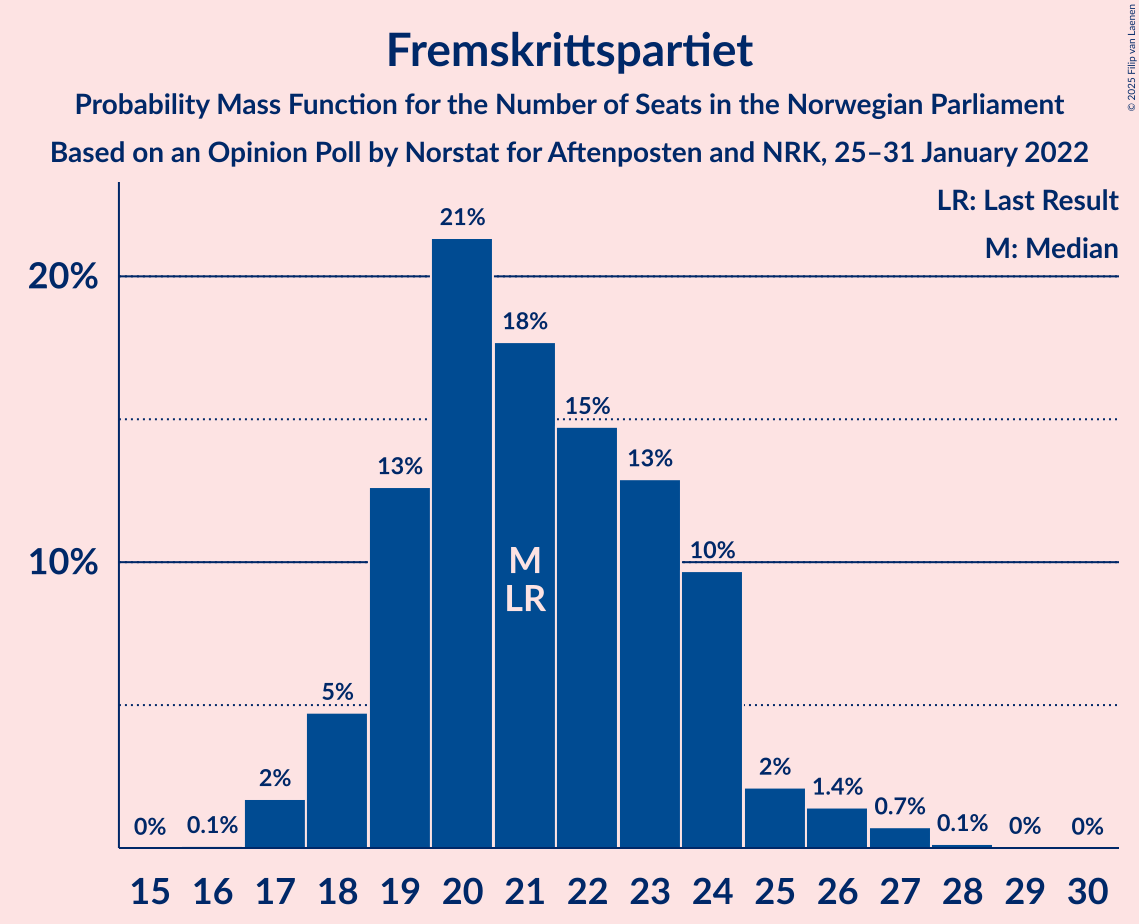 Fremskrittspartiet
Probability Mass Function for the Number of Seats in the Norwegian Parliament
Based on an Opinion Poll by Norstat for Aftenposten and NRK, 25–31 January 2022
© 2025 Filip van Laenen
LR: Last Result
M: Median
20%
10%
0%
0.1%
2%
5%
13%
21%
18%
15%
13%
10%
2%
1.4%
0.7%
0.1%
0%
0%
M
LR
15 16 17 18 19 20 21 22 23 24 25 26 27 28 29 30